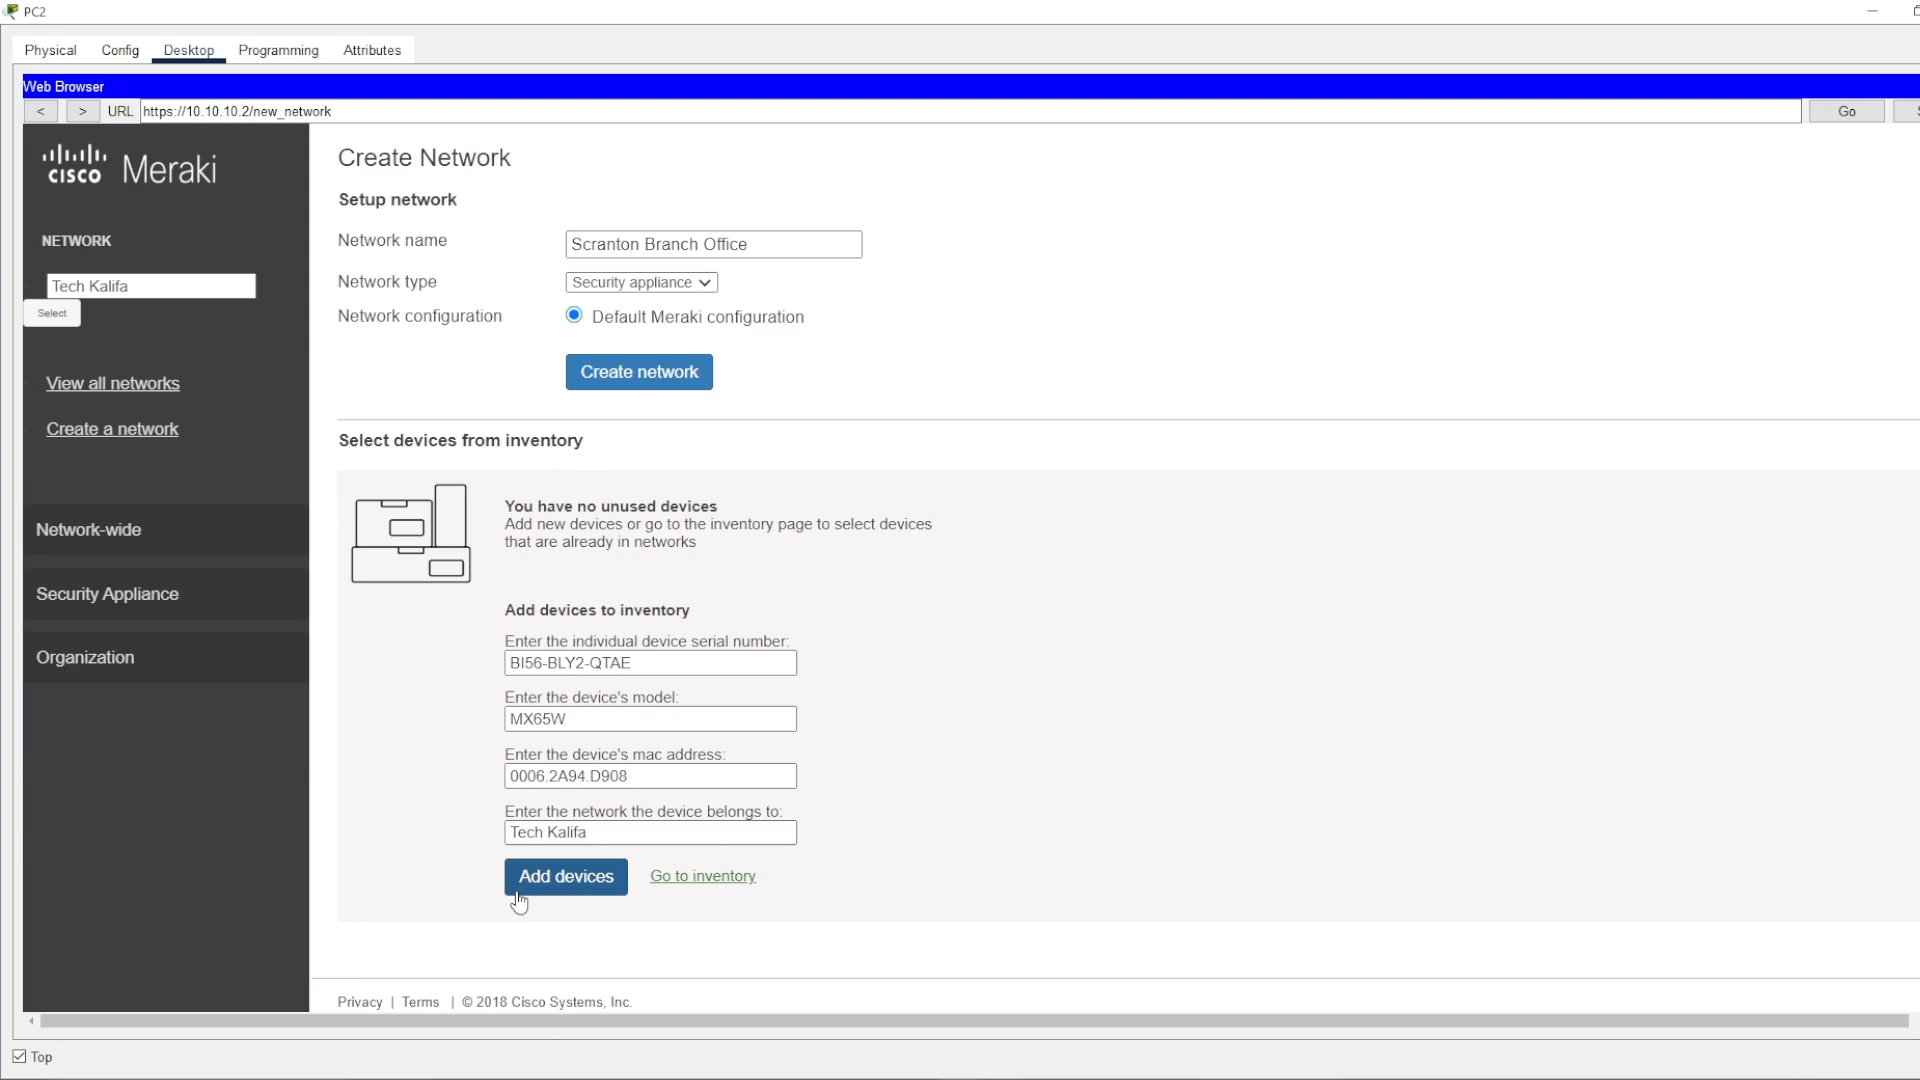 PC2
Physical Config Desktop Programming Attributes
Web Browser
< > URL https://10.10.10.2/new_network Go
cisco Meraki
NETWORK
Tech Kalifa
Select
View all networks
Create a network
Network-wide
Security Appliance
Organization
Create Network
Setup network
Network name Scranton Branch Office
Network type Security appliance
Network configuration Default Meraki configuration
Create network
Select devices from inventory
You have no unused devices
Add new devices or go to the inventory page to select devices
that are already in networks
Add devices to inventory
Enter the individual device serial number:
BI56-BLY2-QTAE
Enter the device's model:
MX65W
Enter the device's mac address:
0006.2A94.D908
Enter the network the device belongs to:
Tech Kalifa
Add devices Go to inventory
Privacy | Terms | © 2018 Cisco Systems, Inc.
Top